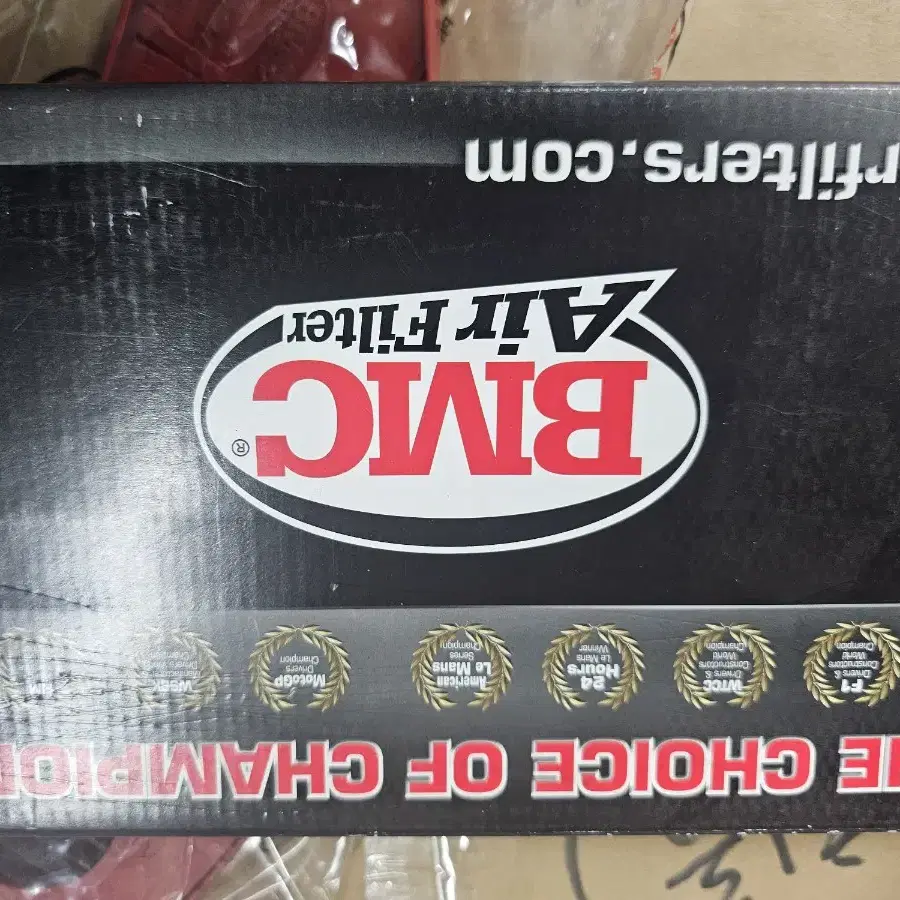 HE CHOICE OF CHAMPION
F1
Drivers &
Constructors
World
Champion
WTCC
Drivers &
Constructors
World
Champion
24
Hours
Le Mans
Winner
American
Le Mans
Series
Champion
MotoGP
Drivers
Champion
WSBK
BMC®
Air Filter
rfilters.com